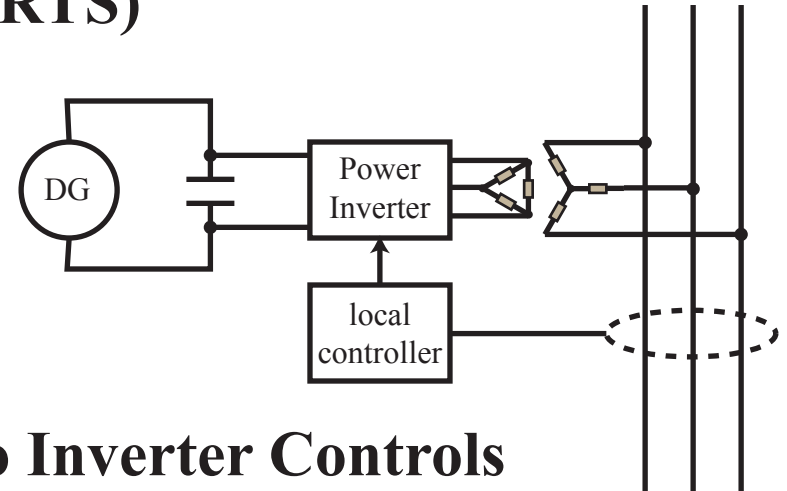 RTS)
DG
Power
Inverter
local
controller
Inverter Controls